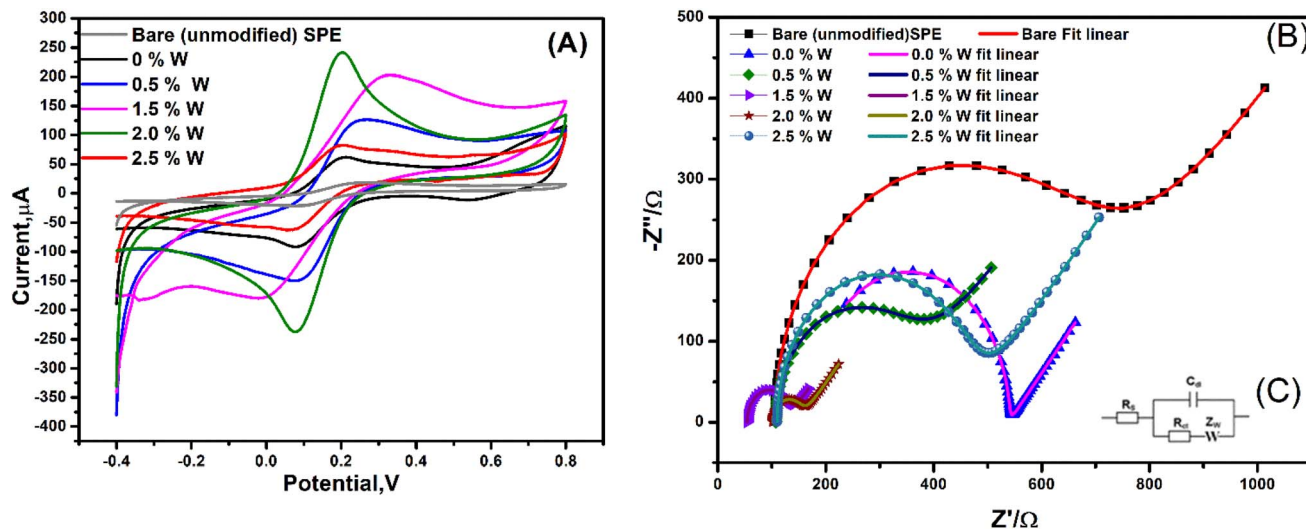 300
250
200
150
100
50
0
-50
-100
-150
-200
-250
-300
-350
-400
Current,µA
-0.4
-0.2
0.0
0.2
0.4
0.6
0.8
Potential,V
Bare (unmodified) SPE
0 % W
0.5 % W
1.5 % W
2.0 % W
2.5 % W
(A)
500
400
300
200
100
0
-Z''/Ω
200
400
600
800
1000
Z'/Ω
Bare (unmodified)SPE
0.0 % W
0.5 % W
1.5 % W
2.0 % W
2.5 % W
Bare Fit linear
0.0 % W fit linear
0.5 % W fit linear
1.5 % W fit linear
2.0 % W fit linear
2.5 % W fit linear
(B)
(C)
Cdl
Rs
Rct
Zw
W